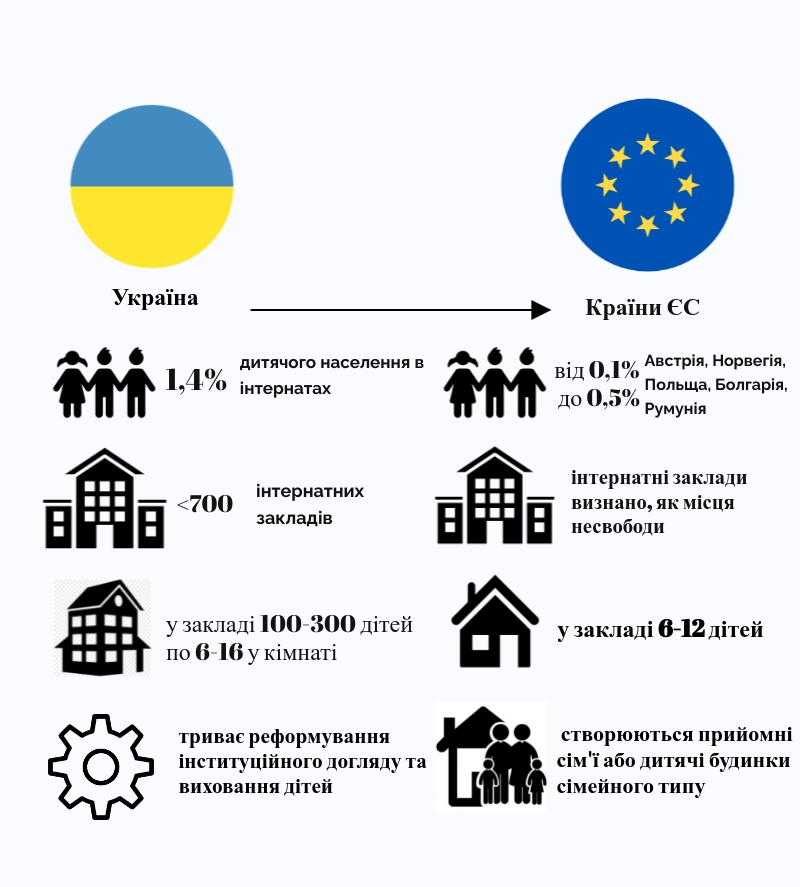 Україна
Країни ЄС
1,4%
дитячого населення в
інтернатах
від 0,1%
до 0,5%
Австрія, Норвегія,
Польща, Болгарія,
Румунія
<700
інтернатних
закладів
інтернатні заклади
визнано, як місця
несвободи
у закладі 100-300 дітей
по 6-16 у кімнаті
у закладі 6-12 дітей
триває реформування
інституційного догляду та
виховання дітей
створюються прийомні
сім'ї або дитячі будинки
сімейного типу